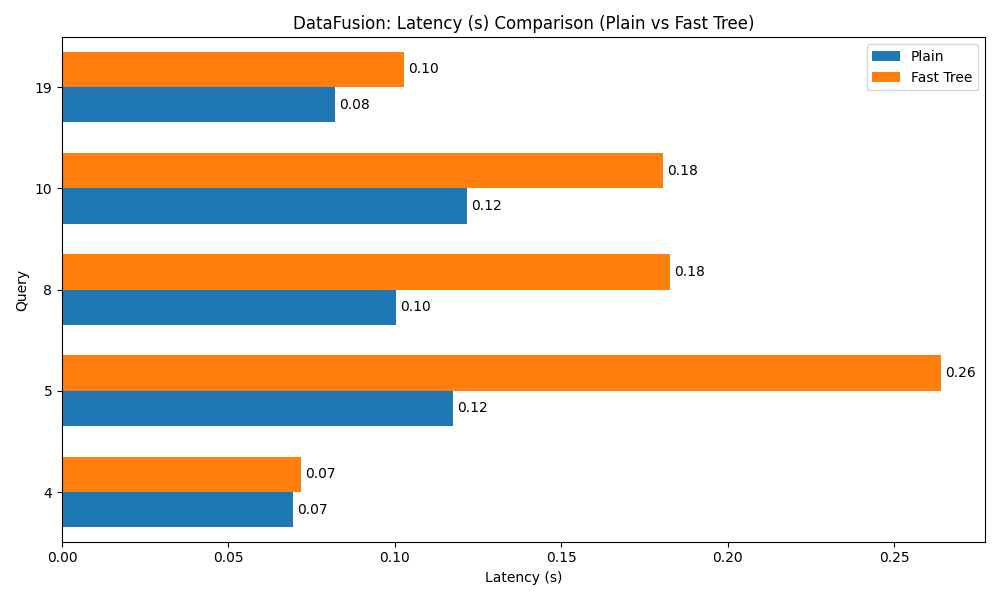 DataFusion: Latency (s) Comparison (Plain vs Fast Tree)
Plain
Fast Tree
19
0.10
0.08
10
0.18
0.12
8
0.18
0.10
5
0.26
0.12
4
0.07
0.07
Query
0.00 0.05 0.10 0.15 0.20 0.25
Latency (s)